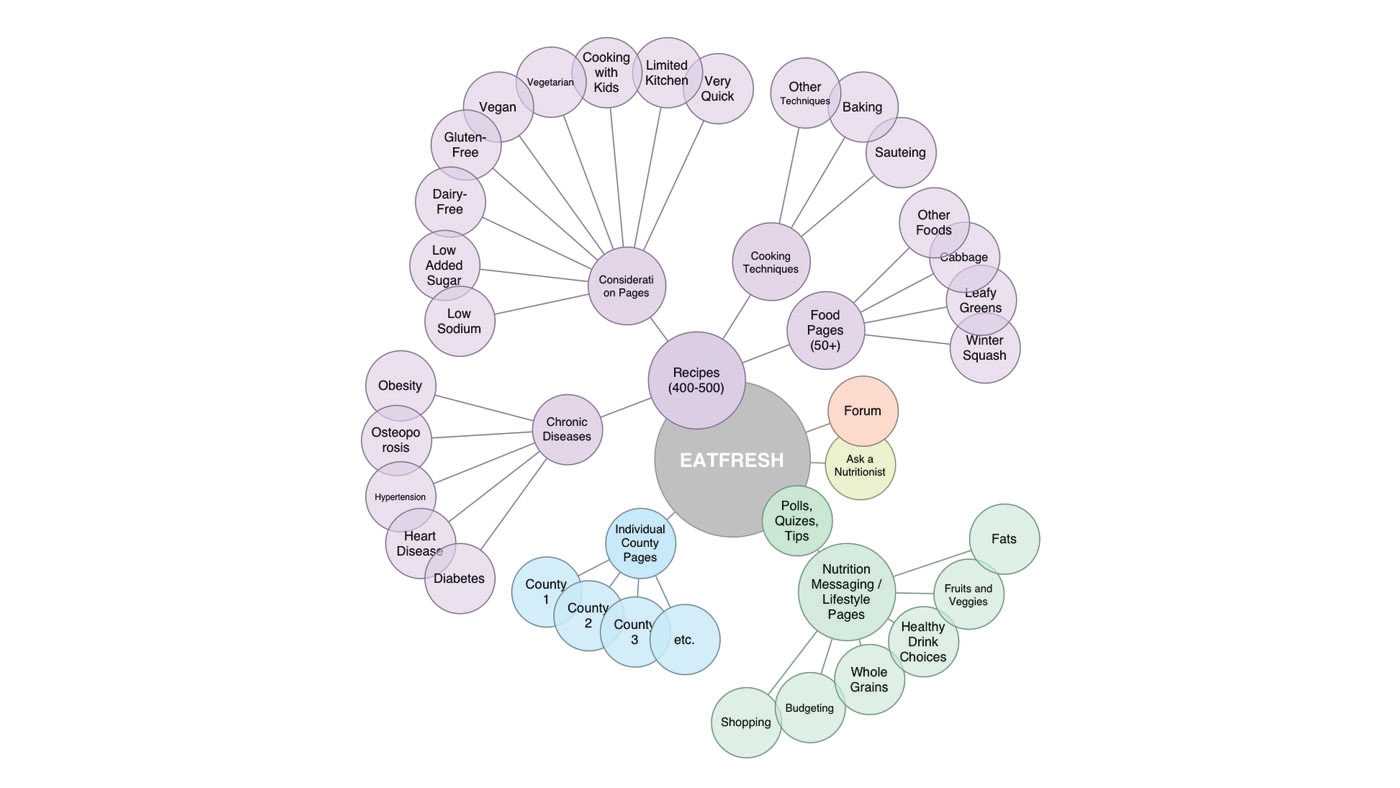 Cooking
with
Kids
Limited
Kitchen
Very
Quick
Vegetarian
Vegan
Gluten-
Free
Dairy-
Free
Low
Added
Sugar
Low
Sodium
Considerati
on Pages
Other
Techniques
Baking
Sauteing
Cooking
Techniques
Other
Foods
Cabbage
Leafy
Greens
Winter
Squash
Food
Pages
(50+)
Recipes
(400-500)
Obesity
Osteopo
rosis
Hypertension
Heart
Disease
Diabetes
Chronic
Diseases
EATFRESH
Forum
Ask a
Nutritionist
Polls,
Quizes,
Tips
Individual
County
Pages
County
1
County
2
County
3
etc.
Nutrition
Messaging /
Lifestyle
Pages
Fats
Fruits and
Veggies
Healthy
Drink
Choices
Whole
Grains
Budgeting
Shopping